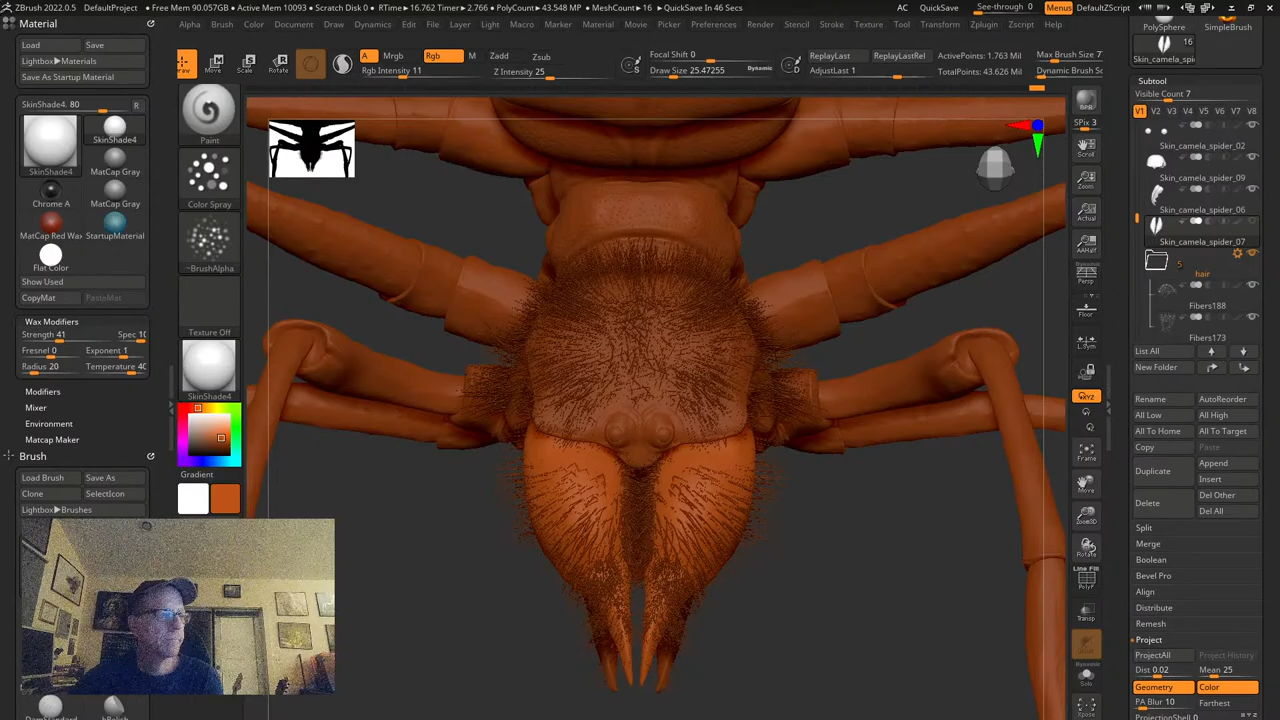 ZBrush 2022.0.5 DefaultProject • Free Mem 90.057GB • Active Mem 10093 • Scratch Disk 0 • RTime▸16.762 Timer▸2.766 • PolyCount▸43.548 MP • MeshCount▸16 • QuickSave In 46 Secs AC QuickSave See-through 0 Menus DefaultZScript
Material
Alpha Brush Color Document Draw Dynamics Edit File Layer Light Macro Marker Material Movie Picker Preferences Render Stencil Stroke Texture Tool Transform Zplugin Zscript Help
Load Save
Lightbox▸Materials
Save As Startup Material
SkinShade4. 80 R
SkinShade4
SkinShade4
MatCap Gray
Chrome A
MatCap Gray
MatCap Red Wax
StartupMaterial
Flat Color
Show Used
CopyMat PasteMat
Wax Modifiers
Strength 41
Fresnel 0 Exponent 1
Radius 20
Modifiers
Mixer
Environment
Matcap Maker
Brush
Load Brush Save As
Clone SelectIcon
Lightbox▸Brushes
Move Scale Rotate
A Mrgb Rgb M Zadd Zsub
Rgb Intensity 11 Z Intensity 25
Focal Shift 0
Draw Size 25.47255 Dynamic
ReplayLast ReplayLastRel
AdjustLast 1
ActivePoints: 1.763 Mil
TotalPoints: 43.626 Mil
Paint
Color Spray
~BrushAlpha
Texture Off
SkinShade4
Gradient
BPR
SPix 3
Scroll
Zoom
Actual
AAHalf
Persp
Floor
L.Sym
XYZ
Frame
Move
Zoom3D
Rotate
Line Fill
PolyF
Transp
Dynamic
Solo
Xpose
PolySphere SimpleBrush
16
Subtool
Visible Count 7
V1 V2 V3 V4 V5 V6 V7 V8
Skin_camela_spider_02
Skin_camela_spider_09
Skin_camela_spider_06
Skin_camela_spider_07
5
hair
Fibers188
Fibers173
List All
New Folder
Rename AutoReorder
All Low All High
All To Home All To Target
Copy Paste
Duplicate Append
Insert
Delete Del Other
Del All
Split
Merge
Boolean
Bevel Pro
Align
Distribute
Remesh
Project
ProjectAll Project History
Dist 0.02 Mean 25
Geometry Color
PA Blur 10 Farthest